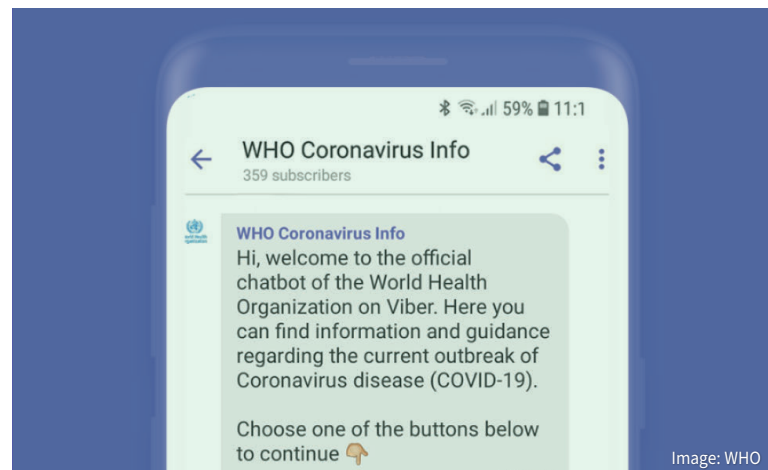 59% 11:1
WHO Coronavirus Info
359 subscribers
WHO Coronavirus Info
Hi, welcome to the official
chatbot of the World Health
Organization on Viber. Here you
can find information and guidance
regarding the current outbreak of
Coronavirus disease (COVID-19).
Choose one of the buttons below
to continue 👇🏼
Image: WHO